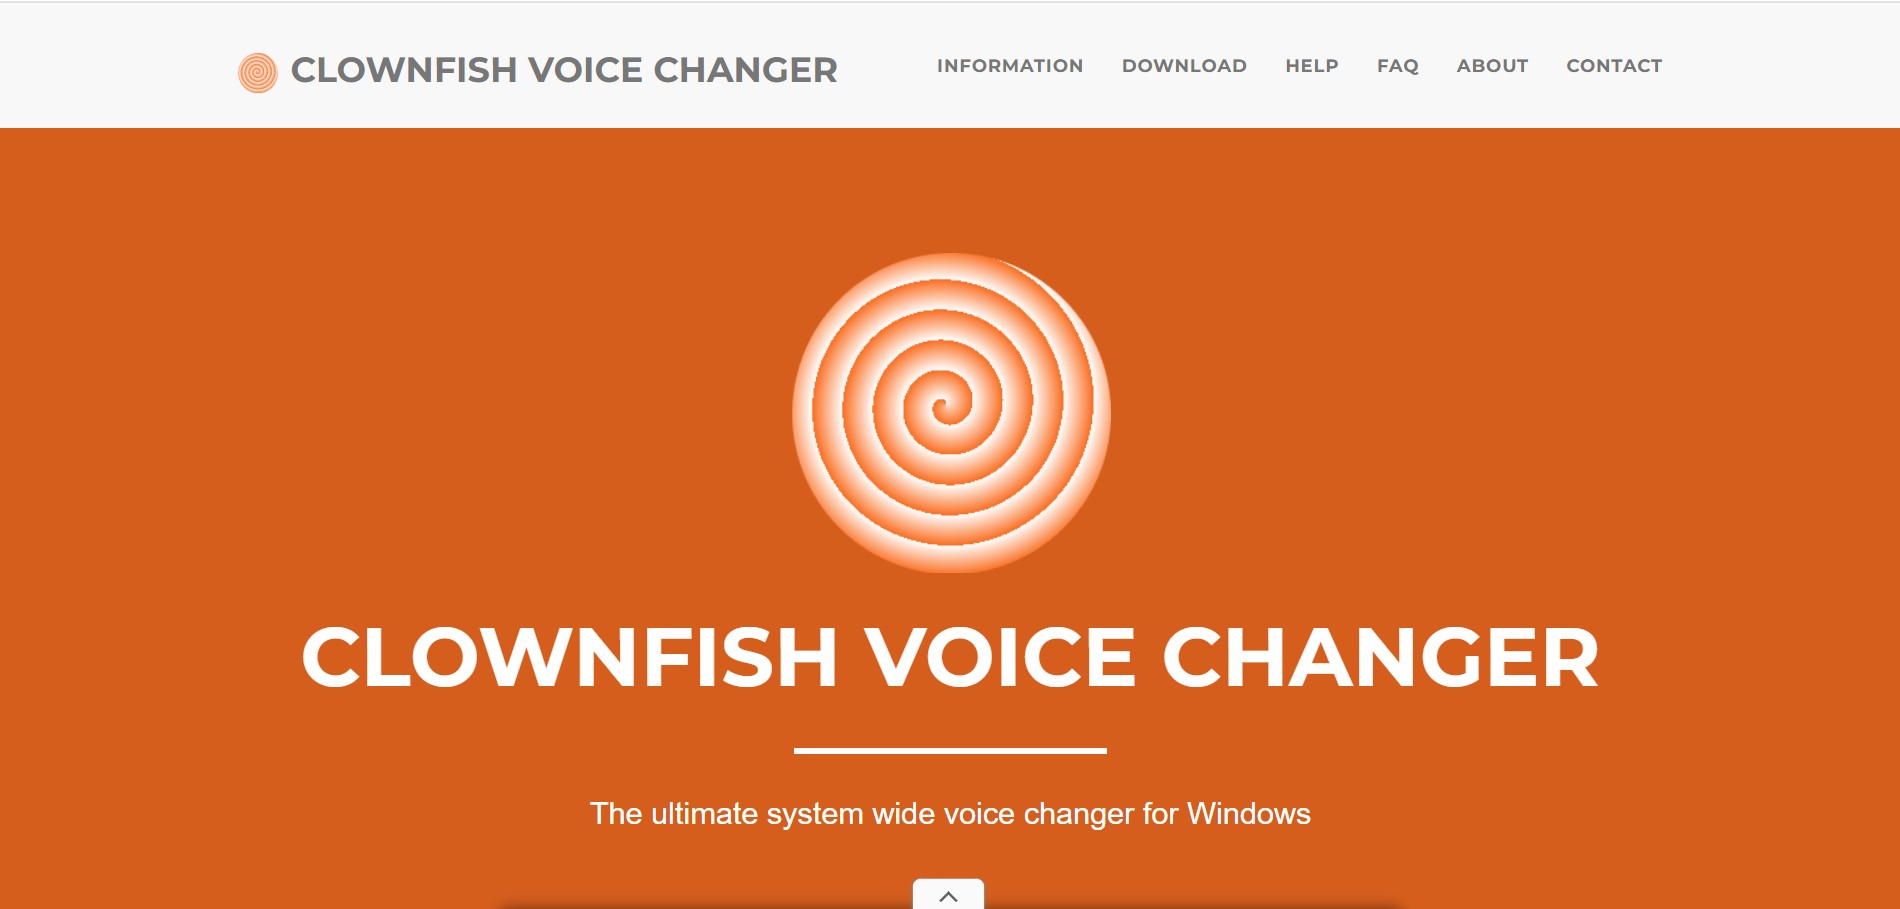 CLOWNFISH VOICE CHANGER
INFORMATION DOWNLOAD HELP FAQ ABOUT CONTACT
CLOWNFISH VOICE CHANGER
The ultimate system wide voice changer for Windows